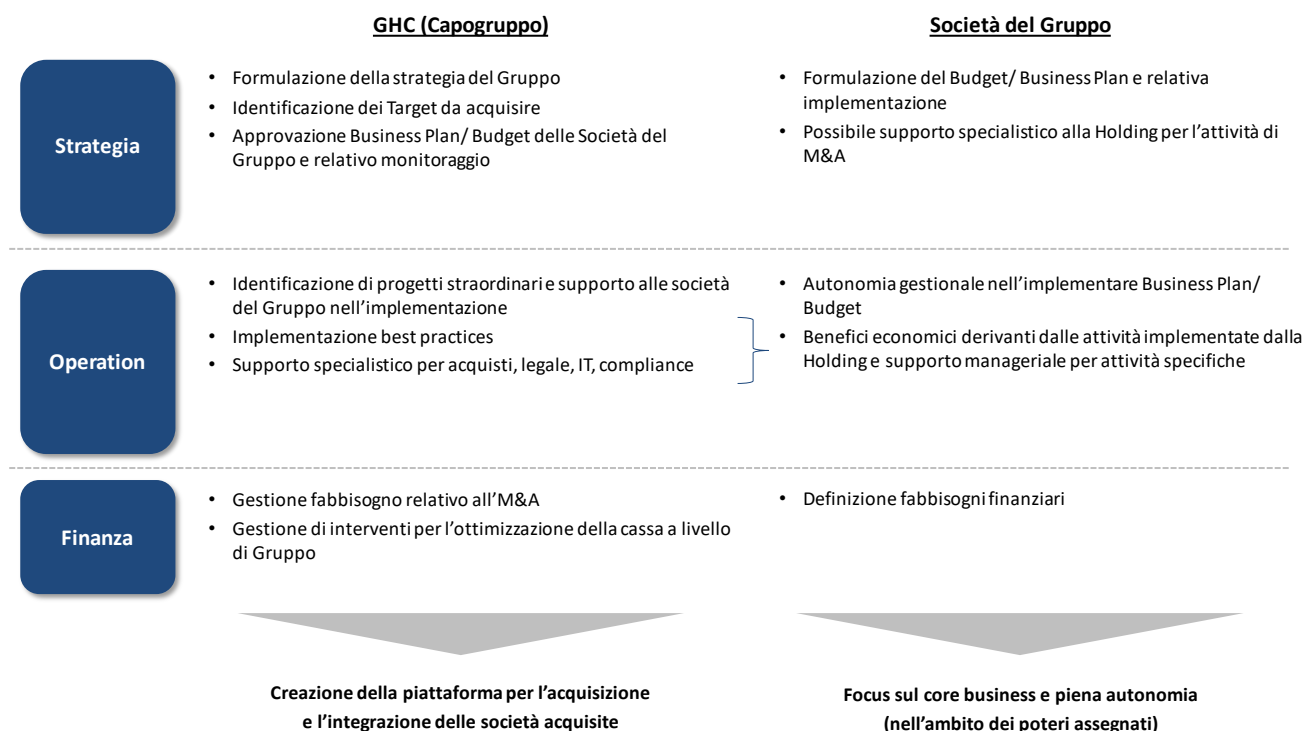 GHC (Capogruppo)
Società del Gruppo
Strategia
• Formulazione della strategia del Gruppo
• Identificazione dei Target da acquisire
• Approvazione Business Plan/ Budget delle Società del
Gruppo e relativo monitoraggio
• Formulazione del Budget/ Business Plan e relativa
implementazione
• Possibile supporto specialistico alla Holding per l’attività di
M&A
Operation
• Identificazione di progetti straordinari e supporto alle società
del Gruppo nell’implementazione
• Implementazione best practices
• Supporto specialistico per acquisti, legale, IT, compliance
• Autonomia gestionale nell’implementare Business Plan/
Budget
• Benefici economici derivanti dalle attività implementate dalla
Holding e supporto manageriale per attività specifiche
Finanza
• Gestione fabbisogno relativo all’M&A
• Gestione di interventi per l’ottimizzazione della cassa a livello
di Gruppo
• Definizione fabbisogni finanziari
Creazione della piattaforma per l’acquisizione
e l’integrazione delle società acquisite
Focus sul core business e piena autonomia
(nell’ambito dei poteri assegnati)